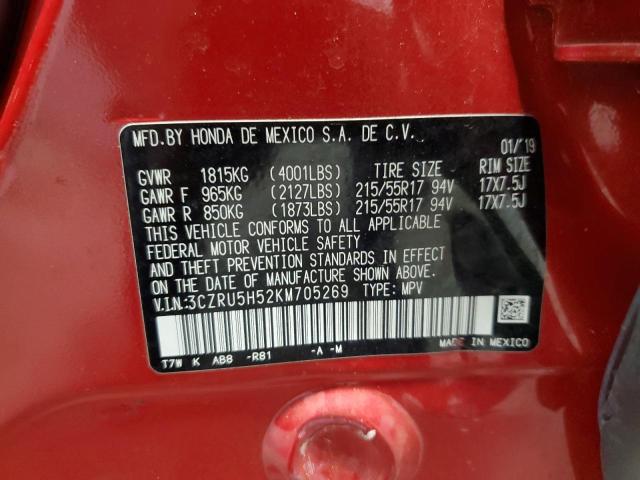 MFD.BY HONDA DE MEXICO S.A. DE C.V. 01/'19
GVWR 1815KG (4001LBS) TIRE SIZE RIM SIZE
GAWR F 965KG (2127LBS) 215/55R17 94V 17X7.5J
GAWR R 850KG (1873LBS) 215/55R17 94V 17X7.5J
THIS VEHICLE CONFORMS TO ALL APPLICABLE
FEDERAL MOTOR VEHICLE SAFETY
AND THEFT PREVENTION STANDARDS IN EFFECT
ON THE DATE OF MANUFACTURE SHOWN ABOVE.
V.I.N.:3CZRU5H52KM705269 TYPE: MPV
T7W K AB8 -R81 -A -M MADE IN MEXICO